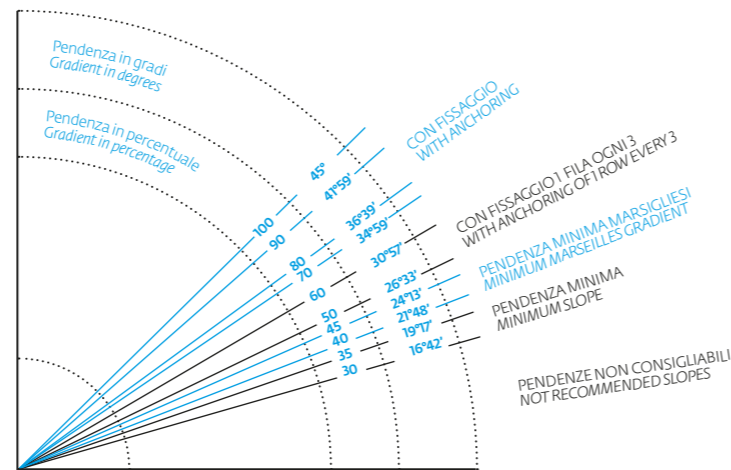 Pendenza in gradi
Gradient in degrees
Pendenza in percentuale
Gradient in percentage
100
90
80
70
60
50
45
40
35
30
45°
41°59'
36°39'
34°59'
30°57'
26°33'
24°13'
21°48'
19°17'
16°42'
CON FISSAGGIO
WITH ANCHORING
CON FISSAGGIO 1 FILA OGNI 3
WITH ANCHORING OF 1 ROW EVERY 3
PENDENZA MINIMA MARSIGLIESI
MINIMUM MARSEILLES GRADIENT
PENDENZA MINIMA
MINIMUM SLOPE
PENDENZE NON CONSIGLIABILI
NOT RECOMMENDED SLOPES